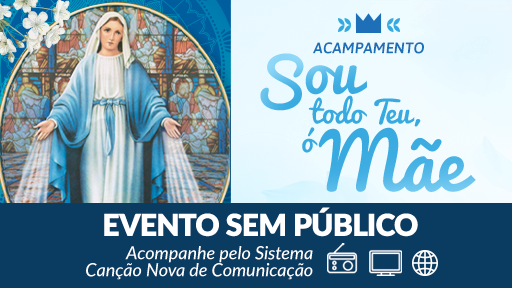 ACAMPAMENTO
Sou
todo Teu,
ó Mãe
EVENTO SEM PÚBLICO
Acompanhe pelo Sistema
Canção Nova de Comunicação